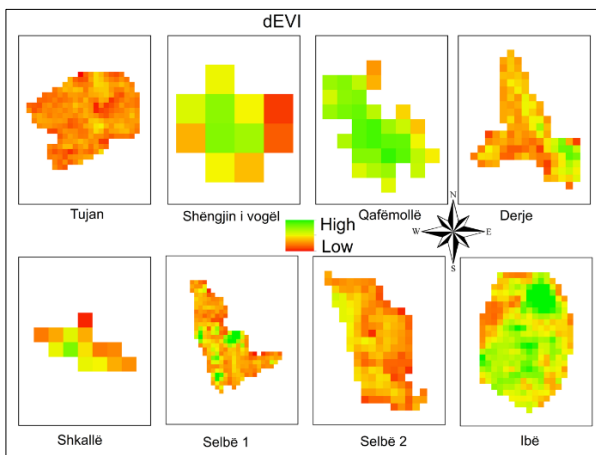 dEVI
Tujan
Shëngjin i vogël
Qafëmollë
Derje
High
Low
N
W
E
S
Shkallë
Selbë 1
Selbë 2
Ibë